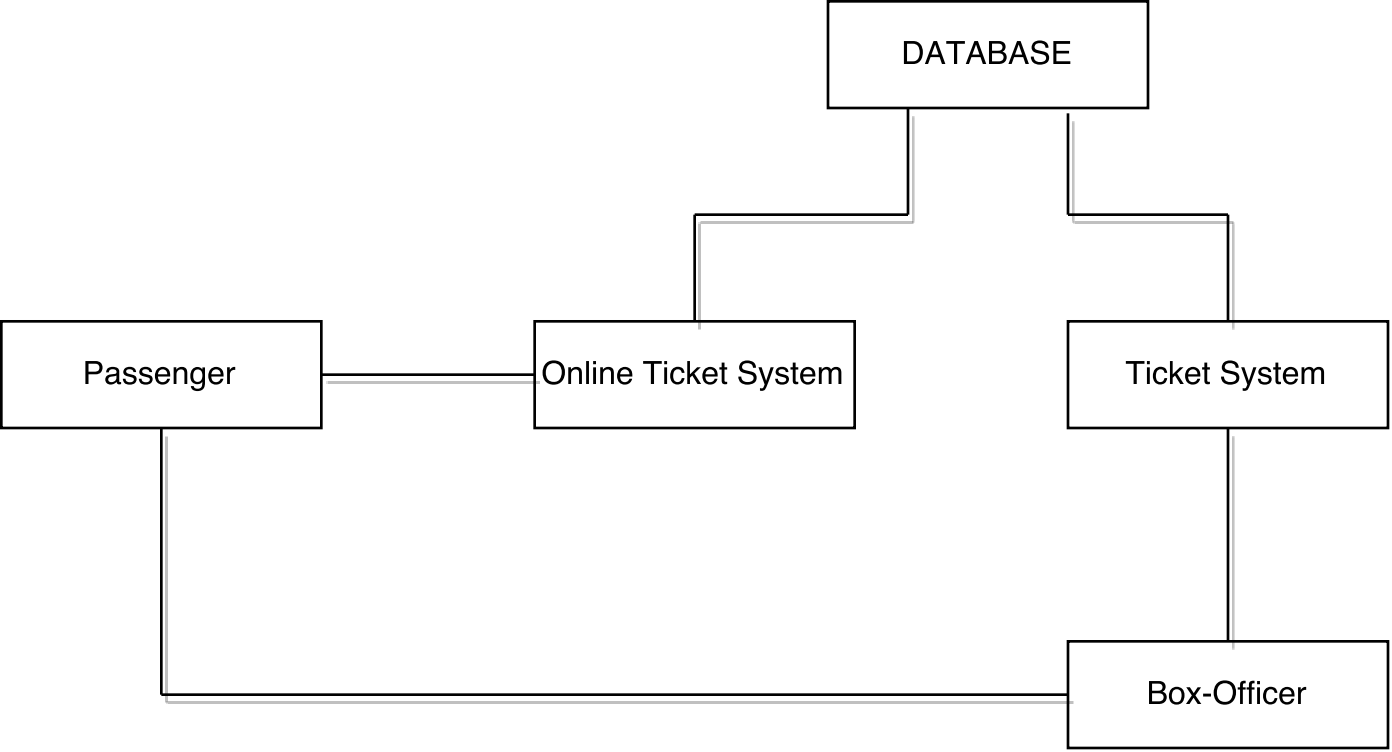 DATABASE
Passenger
Online Ticket System
Ticket System
Box-Officer